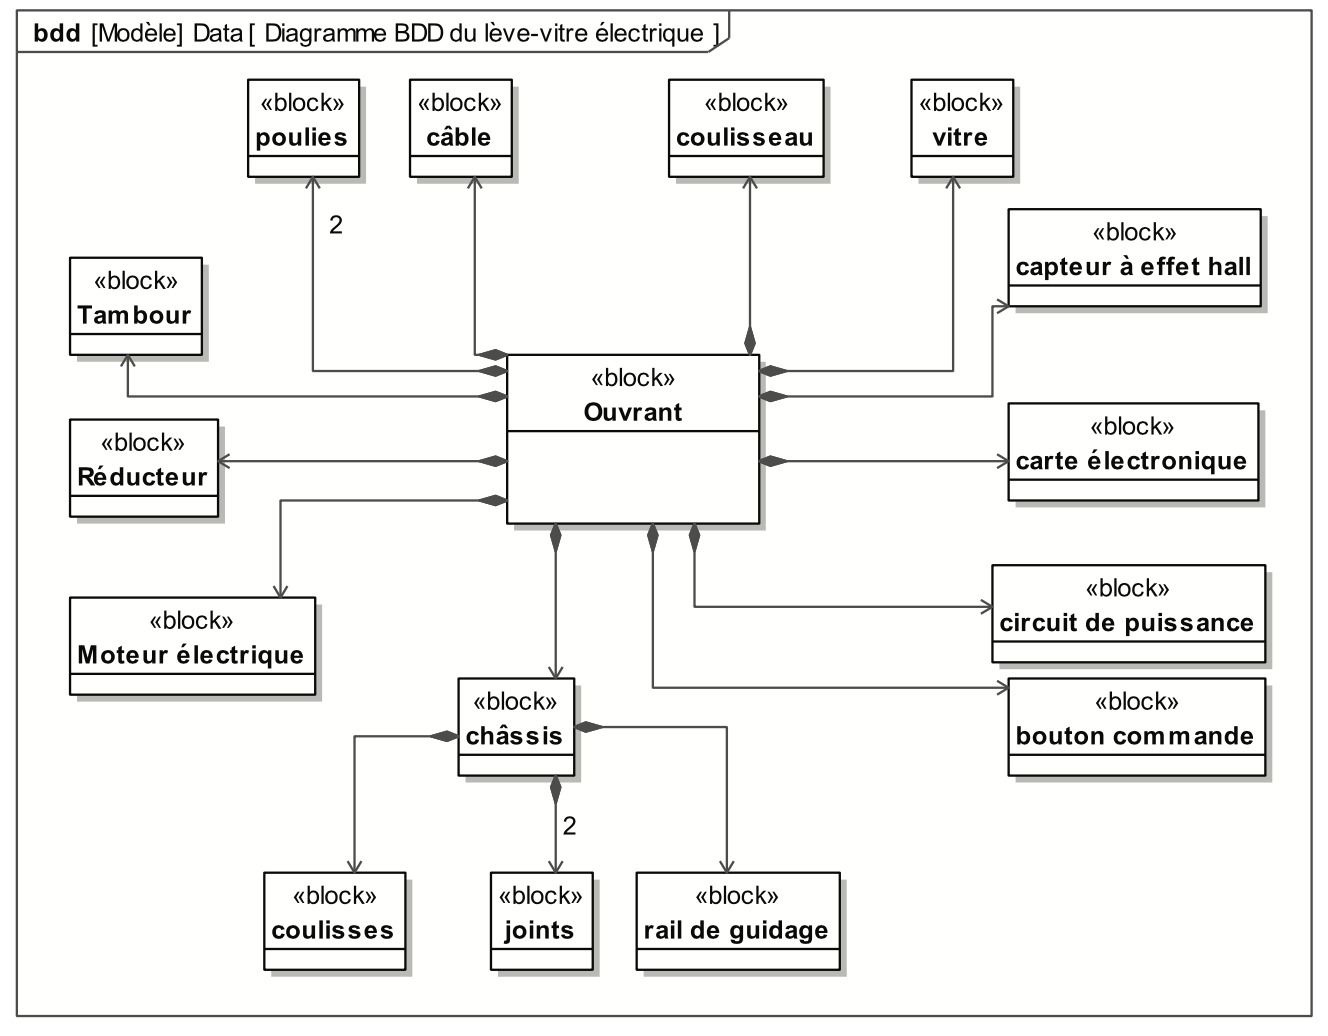 bdd [Modèle] Data [ Diagramme BDD du lève-vitre électrique ]
«block»
poulies
«block»
câble
«block»
coulisseau
«block»
vitre
2
«block»
capteur à effet hall
«block»
Tambour
«block»
Ouvrant
«block»
Réducteur
«block»
carte électronique
«block»
Moteur électrique
«block»
circuit de puissance
«block»
châssis
«block»
bouton commande
2
«block»
coulisses
«block»
joints
«block»
rail de guidage